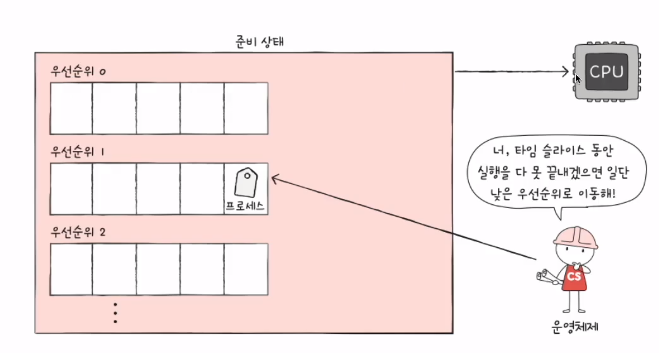 준비 상태
우선순위 0
CPU
우선순위 1
너, 타임 슬라이스 동안
실행을 다 못 끝내겠으면 일단
낮은 우선순위로 이동해!
프로세스
우선순위 2
CS
운영체제